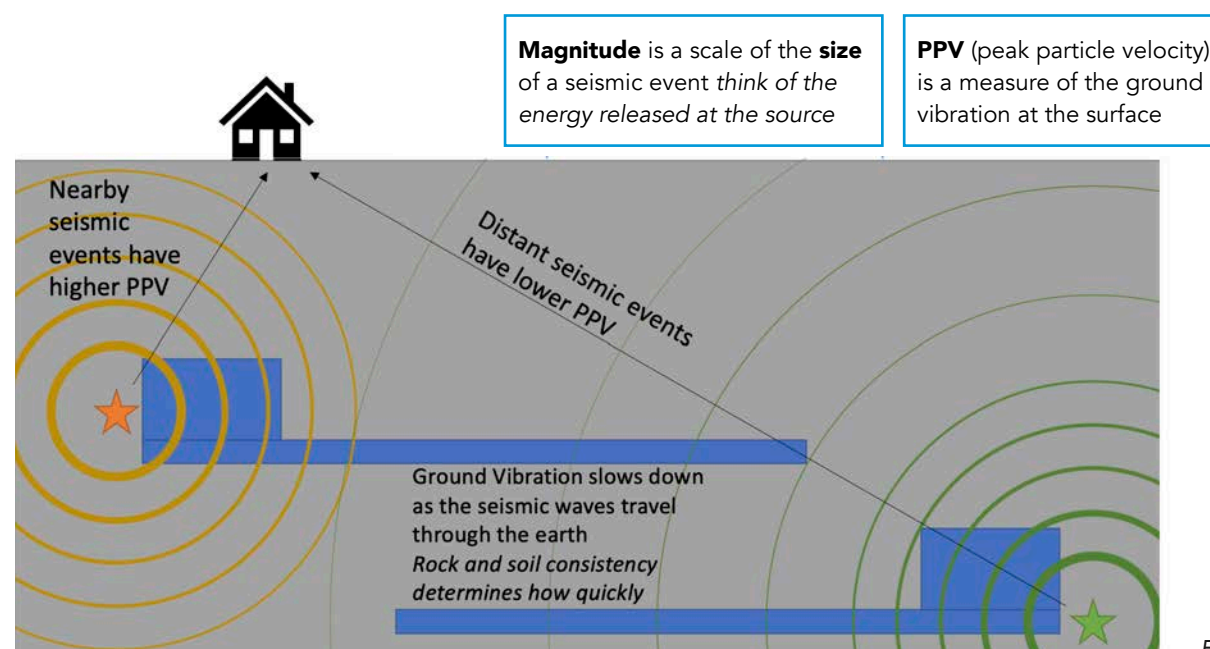 Magnitude is a scale of the size
of a seismic event think of the
energy released at the source
PPV (peak particle velocity)
is a measure of the ground
vibration at the surface
Nearby
seismic
events have
higher PPV
Distant seismic events
have lower PPV
Ground Vibration slows down
as the seismic waves travel
through the earth
Rock and soil consistency
determines how quickly